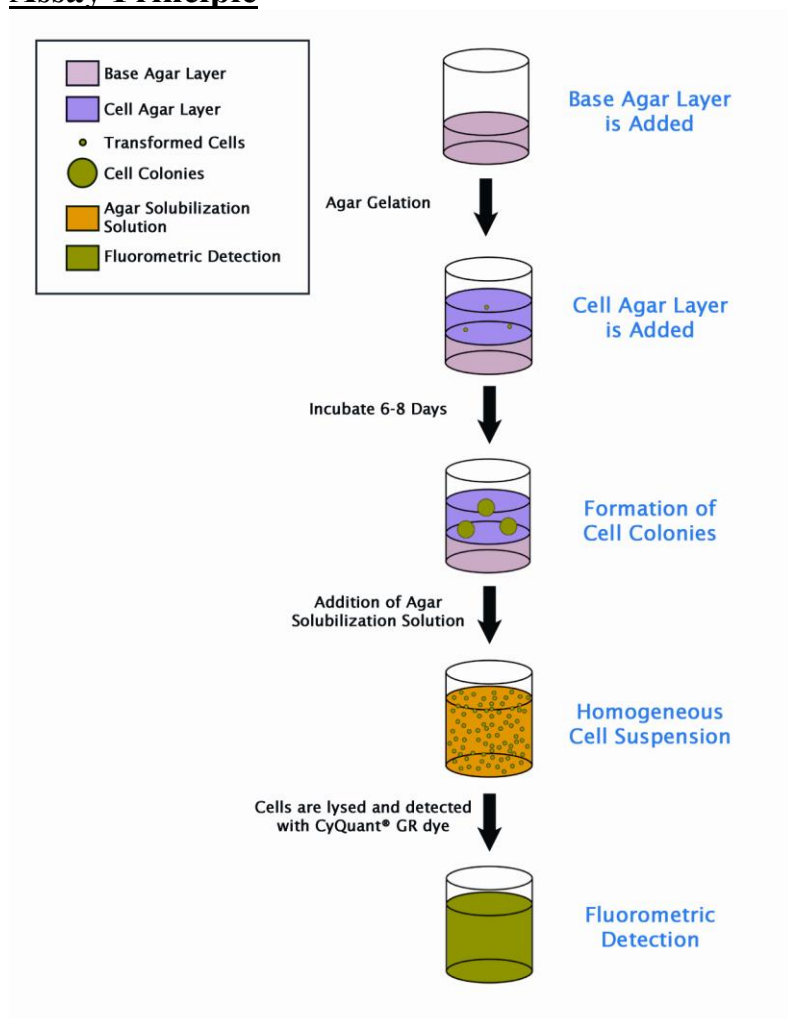 Assay Principle
Base Agar Layer
Cell Agar Layer
Transformed Cells
Cell Colonies
Agar Solubilization
Solution
Fluorometric Detection
Base Agar Layer
is Added
Agar Gelation
Cell Agar Layer
is Added
Incubate 6-8 Days
Formation of
Cell Colonies
Addition of Agar
Solubilization Solution
Homogeneous
Cell Suspension
Cells are lysed and detected
with CyQuant® GR dye
Fluorometric
Detection